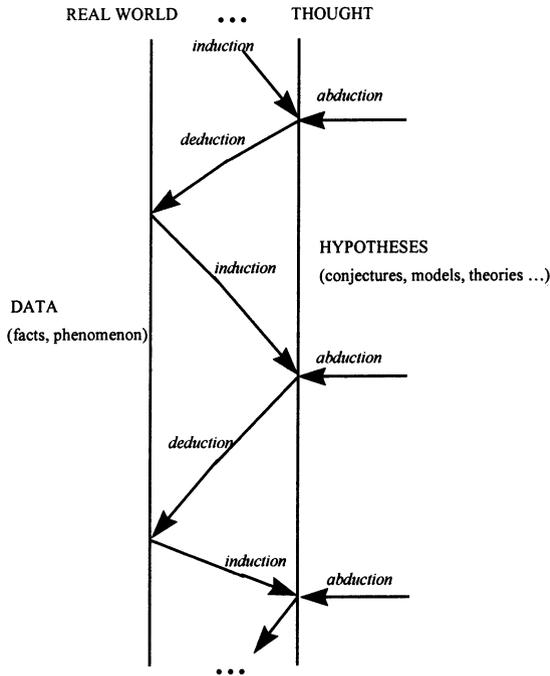 REAL WORLD ... THOUGHT
induction
abduction
deduction
HYPOTHESES
induction
(conjectures, models, theories ...)
DATA
(facts, phenomenon)
abduction
deduction
induction
abduction
...